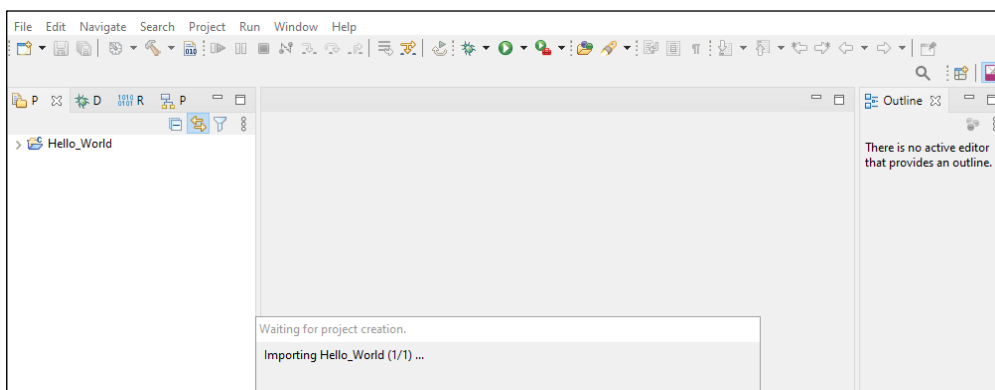 File Edit Navigate Search Project Run Window Help
P D R P
Outline
Hello_World
There is no active editor
that provides an outline.
Waiting for project creation.
Importing Hello_World (1/1) ...